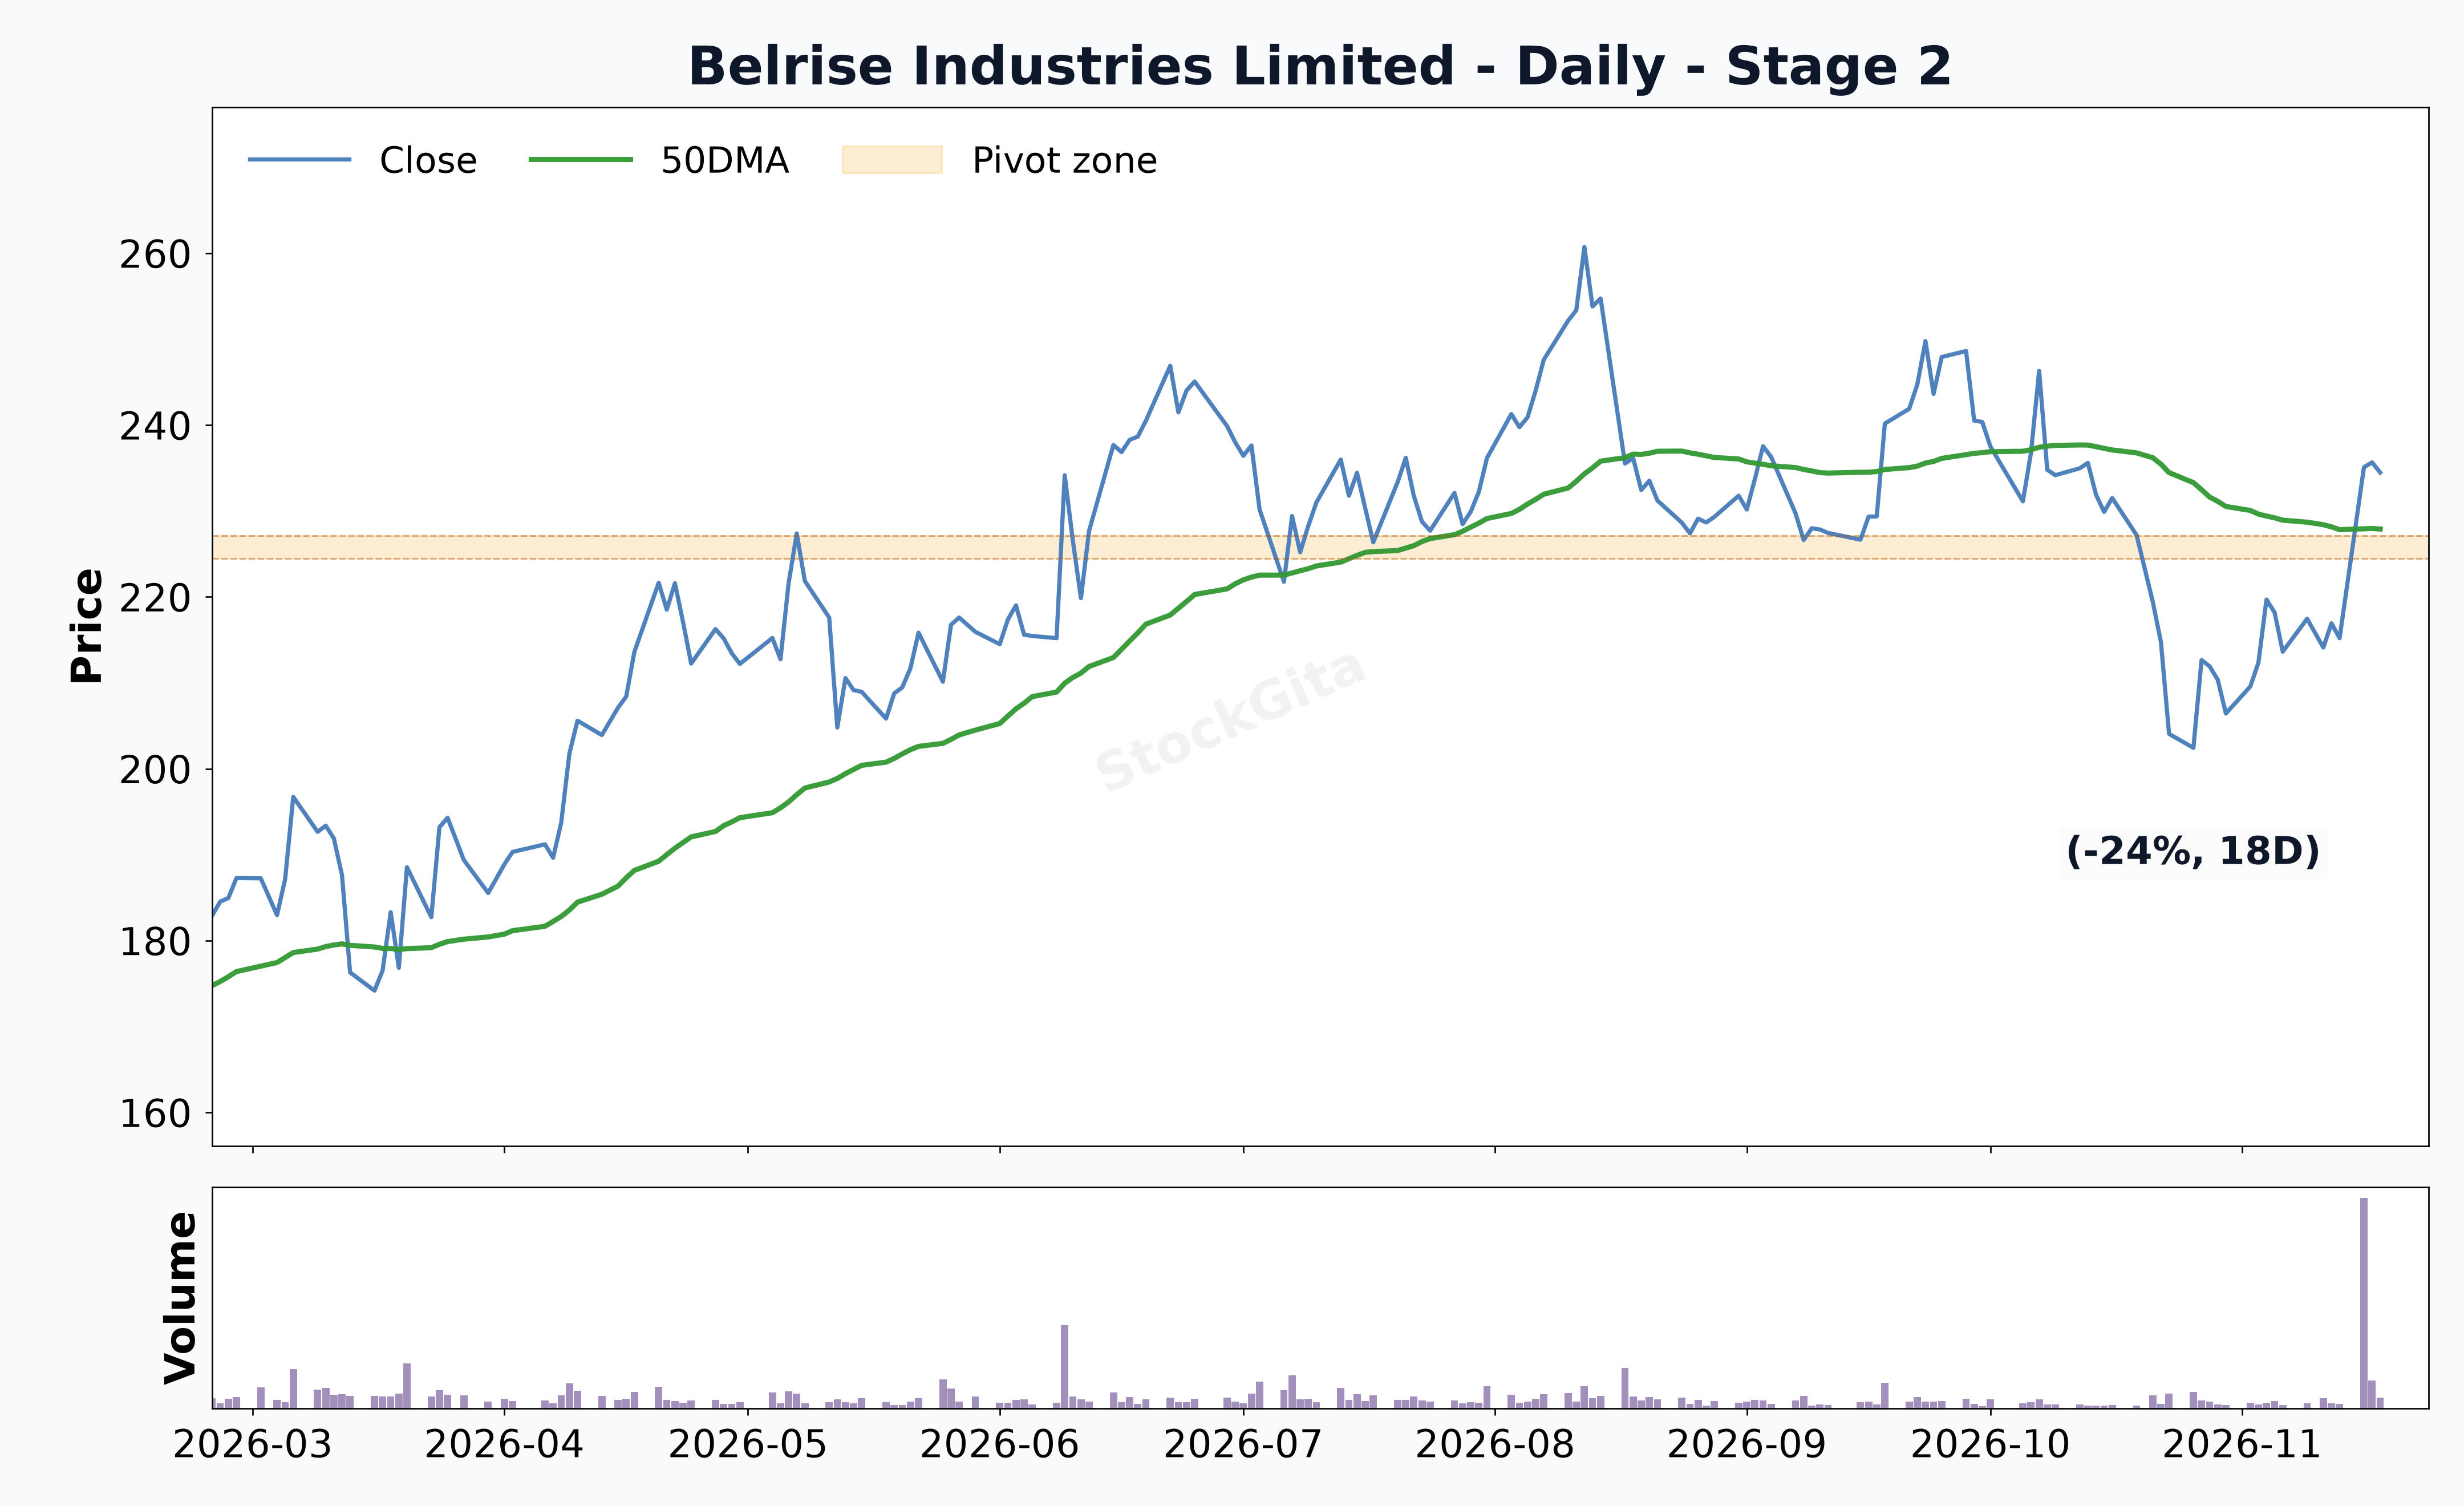 Belrise Industries Limited - Daily - Stage 2
Close 50DMA Pivot zone
260
240
220
200
180
160
Price
StockGita
(-24%, 18D)
Volume
2026-03 2026-04 2026-05 2026-06 2026-07 2026-08 2026-09 2026-10 2026-11